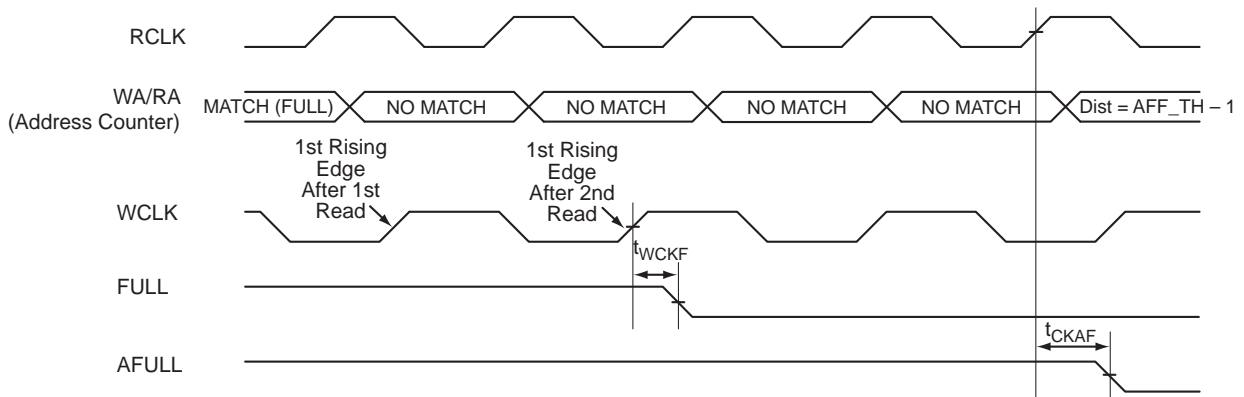 RCLK
WA/RA
(Address Counter)
MATCH (FULL)
NO MATCH
NO MATCH
NO MATCH
NO MATCH
Dist = AFF_TH – 1
1st Rising
Edge
After 1st
Read
1st Rising
Edge
After 2nd
Read
WCLK
tWCKF
FULL
tCKAF
AFULL